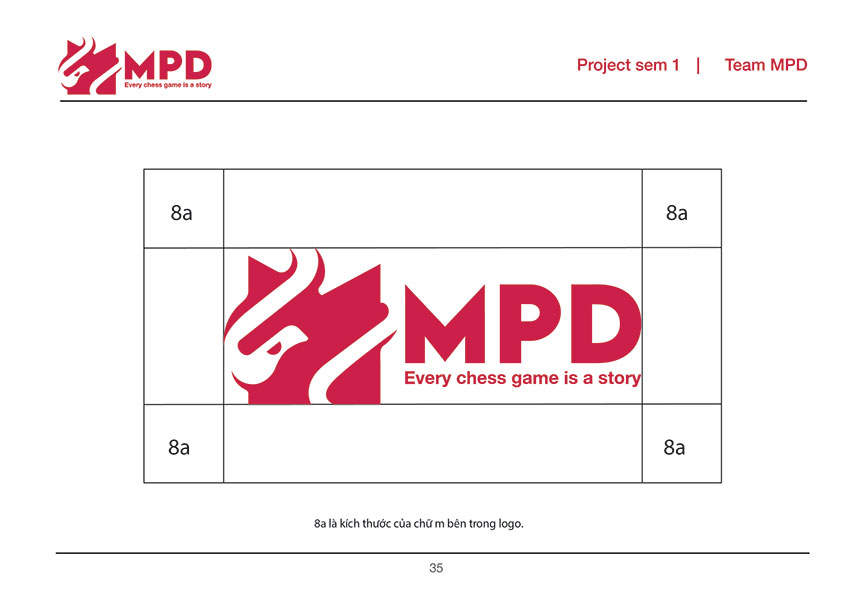 MPD
Every chess game is a story
Project sem 1 | Team MPD
8a
8a
MPD
Every chess game is a story
8a
8a
8a là kích thước của chữ m bên trong logo.
35